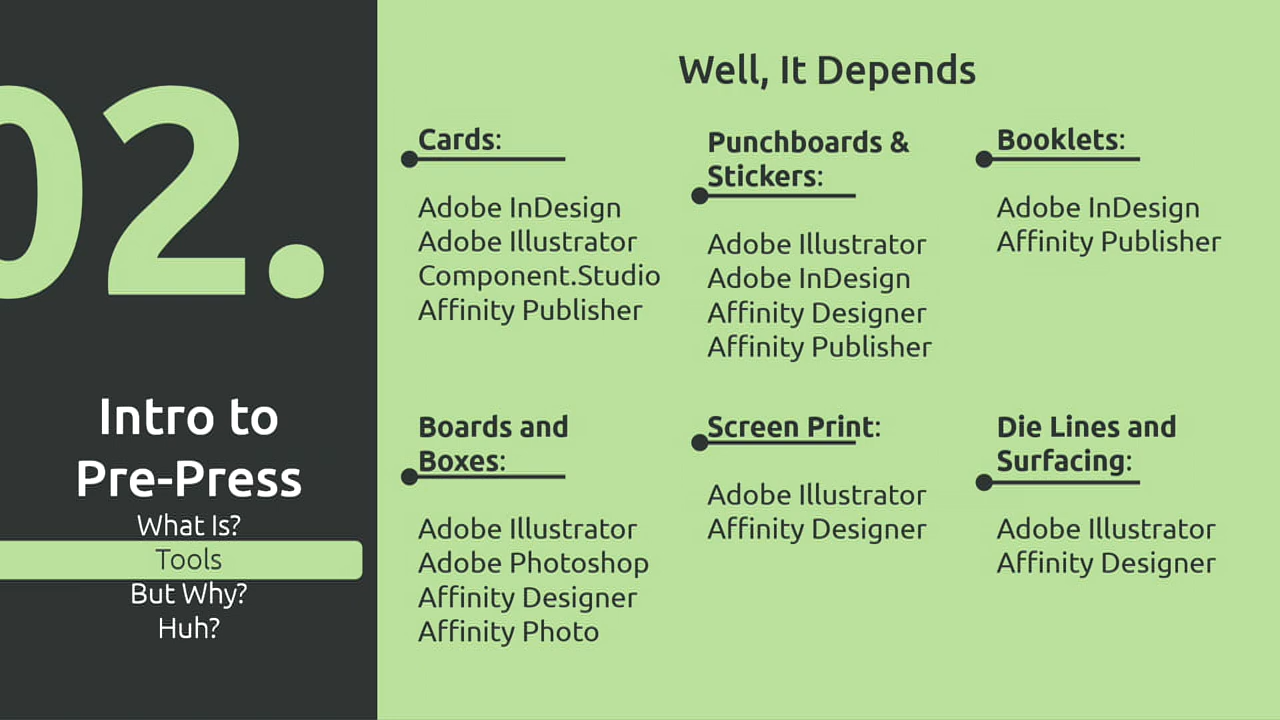 02.
Intro to
Pre-Press
What Is?
Tools
But Why?
Huh?
Well, It Depends
Cards:
Adobe InDesign
Adobe Illustrator
Component.Studio
Affinity Publisher
Punchboards &
Stickers:
Adobe Illustrator
Adobe InDesign
Affinity Designer
Affinity Publisher
Booklets:
Adobe InDesign
Affinity Publisher
Boards and
Boxes:
Adobe Illustrator
Adobe Photoshop
Affinity Designer
Affinity Photo
Screen Print:
Adobe Illustrator
Affinity Designer
Die Lines and
Surfacing:
Adobe Illustrator
Affinity Designer